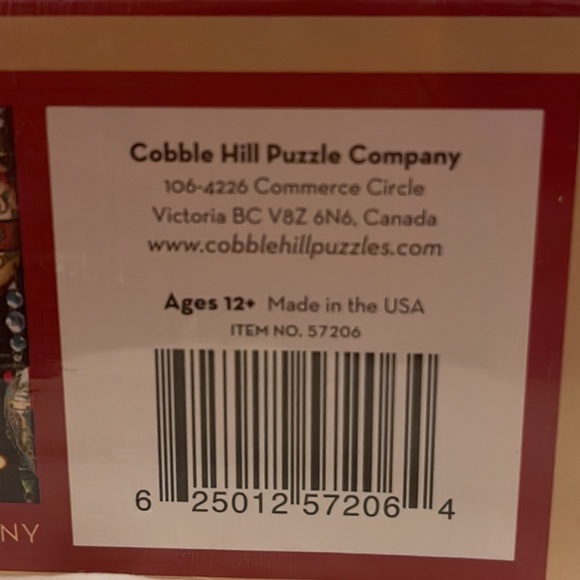 Cobble Hill Puzzle Company
106-4226 Commerce Circle
Victoria BC V8Z 6N6, Canada
www.cobblehillpuzzles.com
Ages 12+ Made in the USA
ITEM NO. 57206
6 25012 57206 4
NY